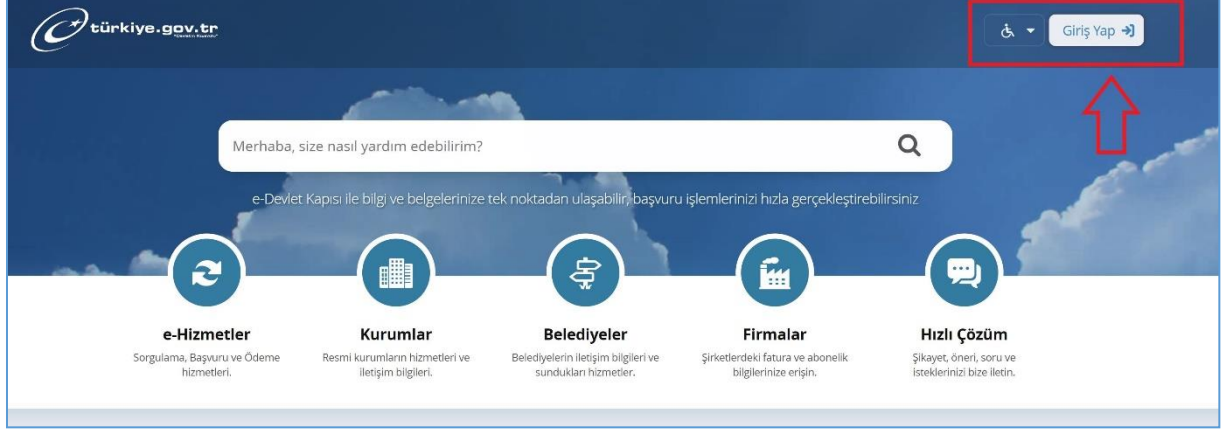 türkiye.gov.tr
Giriş Yap
Merhaba, size nasıl yardım edebilirim?
e-Devlet Kapısı ile bilgi ve belgelerinize tek noktadan ulaşabilir, başvuru işlemlerinizi hızla gerçekleştirebilirsiniz
e-Hizmetler
Sorgulama, Başvuru ve Ödeme
hizmetleri.
Kurumlar
Resmi kurumların hizmetleri ve
iletişim bilgileri.
Belediyeler
Belediyelerin iletişim bilgileri ve
sundukları hizmetler.
Firmalar
Şirketlerdeki fatura ve abonelik
bilgilerinize erişin.
Hızlı Çözüm
Şikayet, öneri, soru ve
isteklerinizi bize iletin.